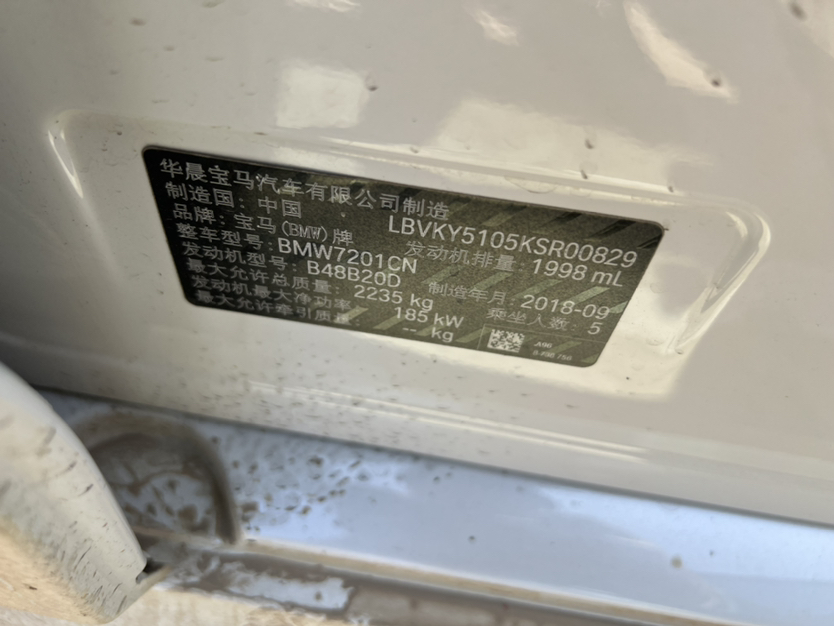 华晨宝马汽车有限公司制造
制造国：中国 LBVKY5105KSR00829
品牌：宝马(BMW)牌 发动机排量：1998 mL
整车型号：BMW7201CN
发动机型号：B48B20D 制造年月：2018-09
最大允许总质量：2235 kg 乘坐人数：5
发动机最大净功率：185 kW
最大允许牵引质量：-- kg
A96